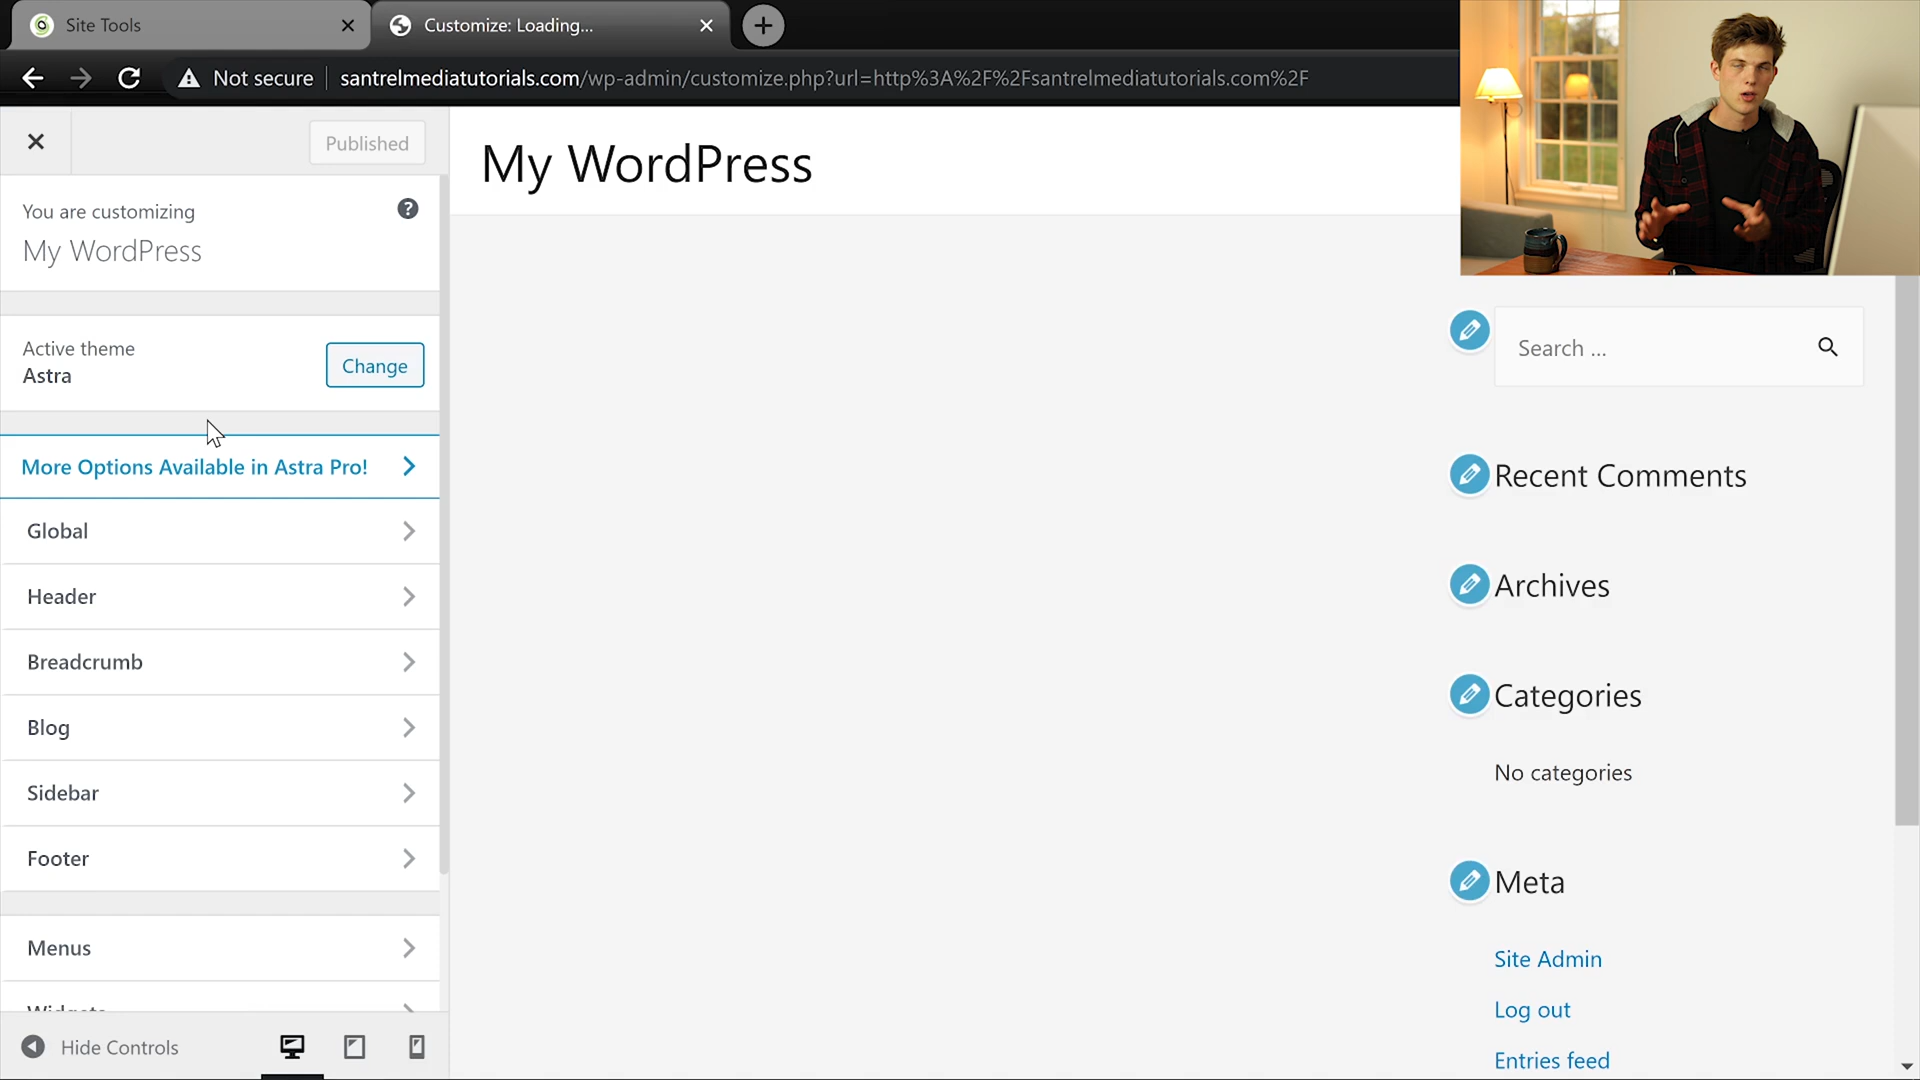 Site Tools
Customize: Loading...
Not secure
santrelmediatutorials.com/wp-admin/customize.php?url=http%3A%2F%2Fsantrelmediatutorials.com%2F
Published
You are customizing
My WordPress
Active theme
Astra
Change
More Options Available in Astra Pro!
Global
Header
Breadcrumb
Blog
Sidebar
Footer
Menus
Widgets
Hide Controls
My WordPress
Search ...
Recent Comments
Archives
Categories
No categories
Meta
Site Admin
Log out
Entries feed